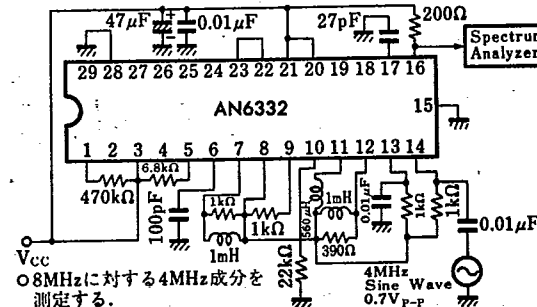 47μF
0.01μF
27pF
200Ω
Spectrum
Analyzer
29 28 27 26 25 24 23 22 21 20 19 18 17 16
AN6332
15
1 2 3 4 5 6 7 8 9 10 11 12 13 14
470kΩ
6.8kΩ
100pF
1kΩ
1mH
1kΩ
22kΩ
560μH
1mH
390Ω
0.01μF
1kΩ
1kΩ
0.01μF
VCC
4MHz
Sine Wave
0.7VP-P
○8MHzに対する4MHz成分を
測定する.